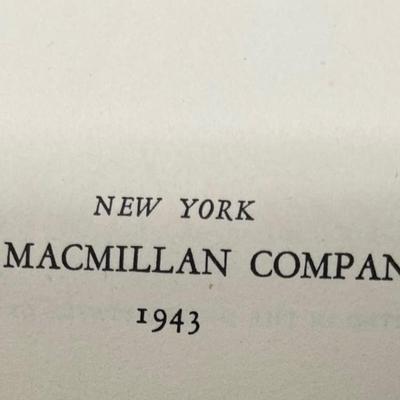 NEW YORK
MACMILLAN COMPAN
1943